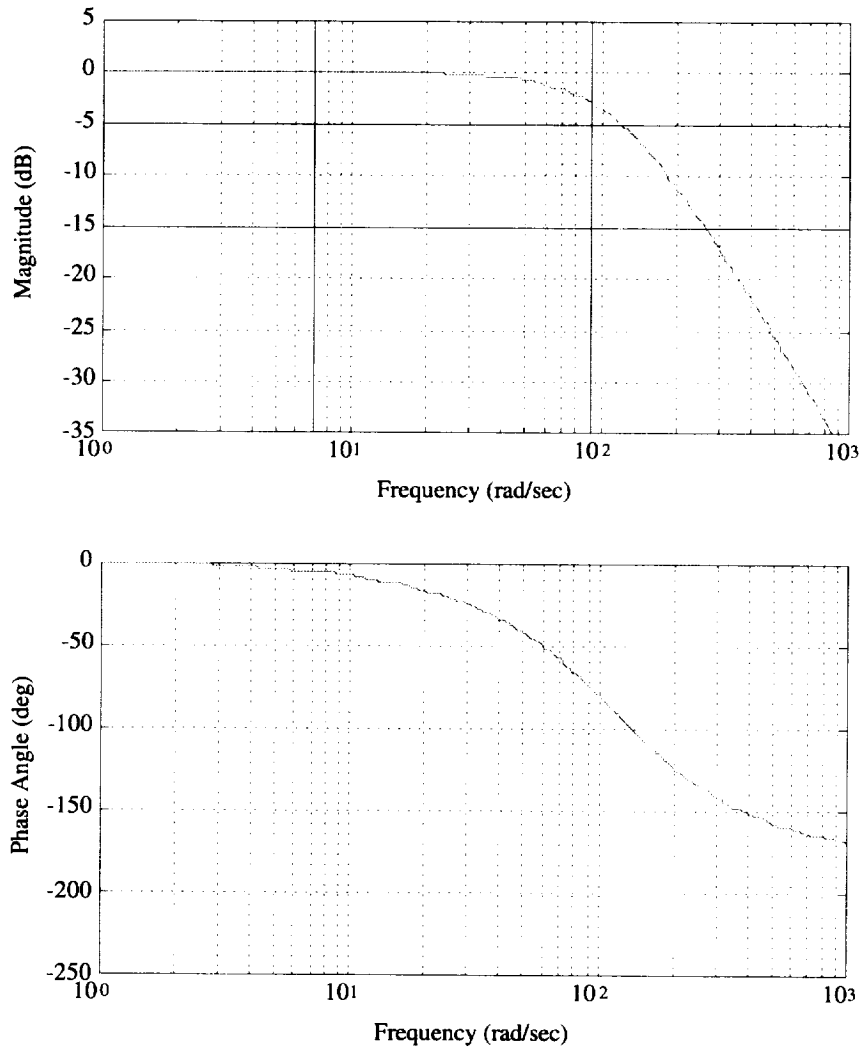 5
0
-5
-10
-15
-20
-25
-30
-35
Magnitude (dB)
10⁰ 10¹ 10² 10³
Frequency (rad/sec)
0
-50
-100
-150
-200
-250
Phase Angle (deg)
10⁰ 10¹ 10² 10³
Frequency (rad/sec)